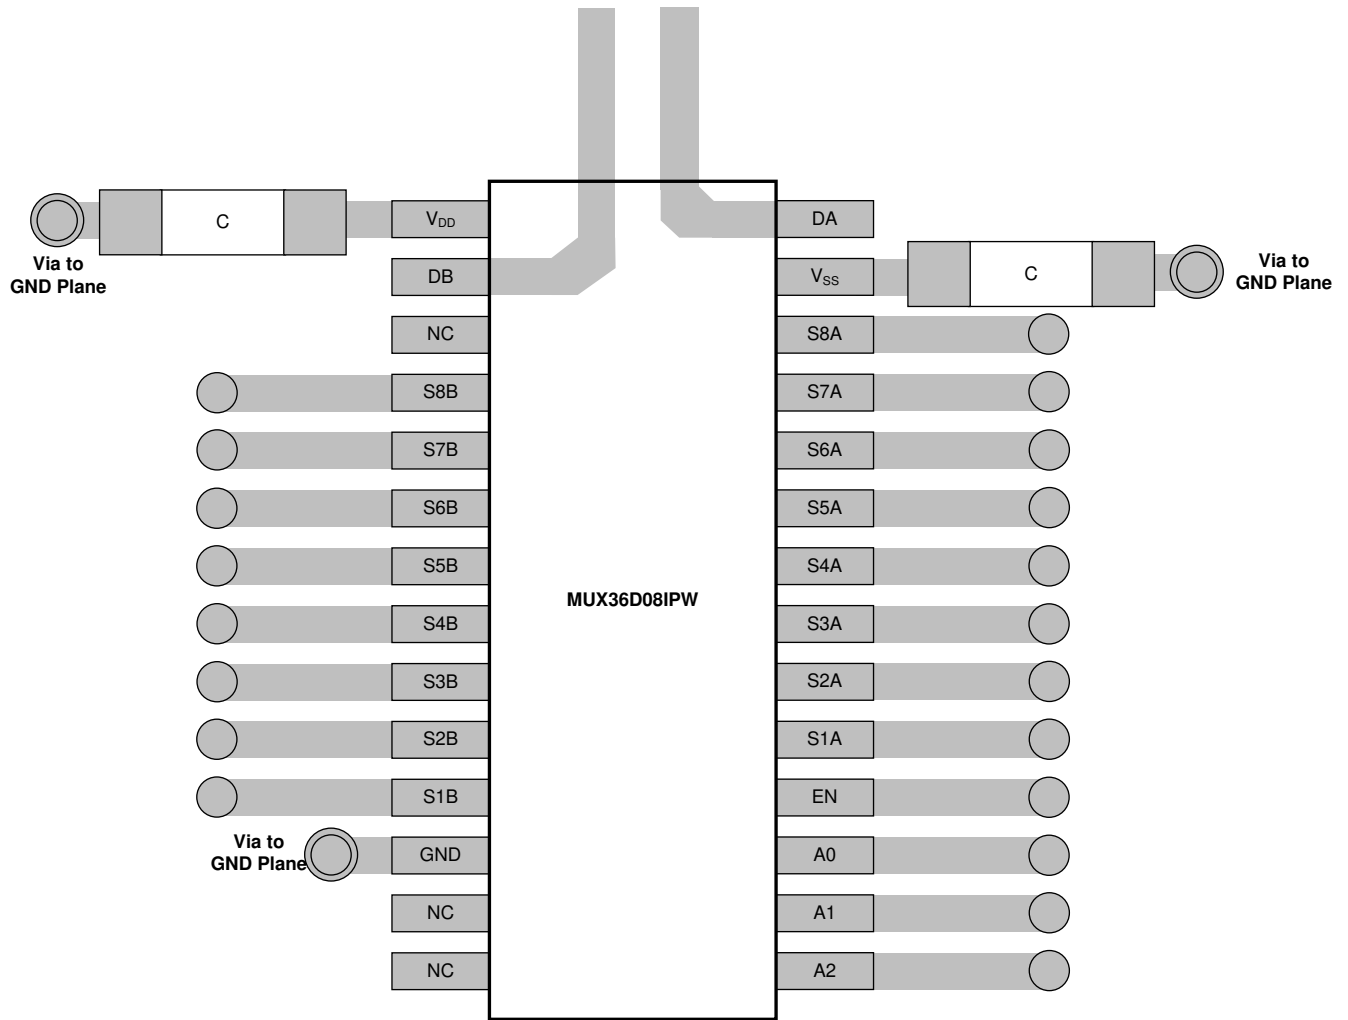 C
V_DD
DA
Via to
GND Plane
DB
V_SS
C
Via to
GND Plane
NC
S8A
S8B
S7A
S7B
S6A
S6B
S5A
S5B
S4A
MUX36D08IPW
S4B
S3A
S3B
S2A
S2B
S1A
S1B
EN
Via to
GND Plane
GND
A0
NC
A1
NC
A2